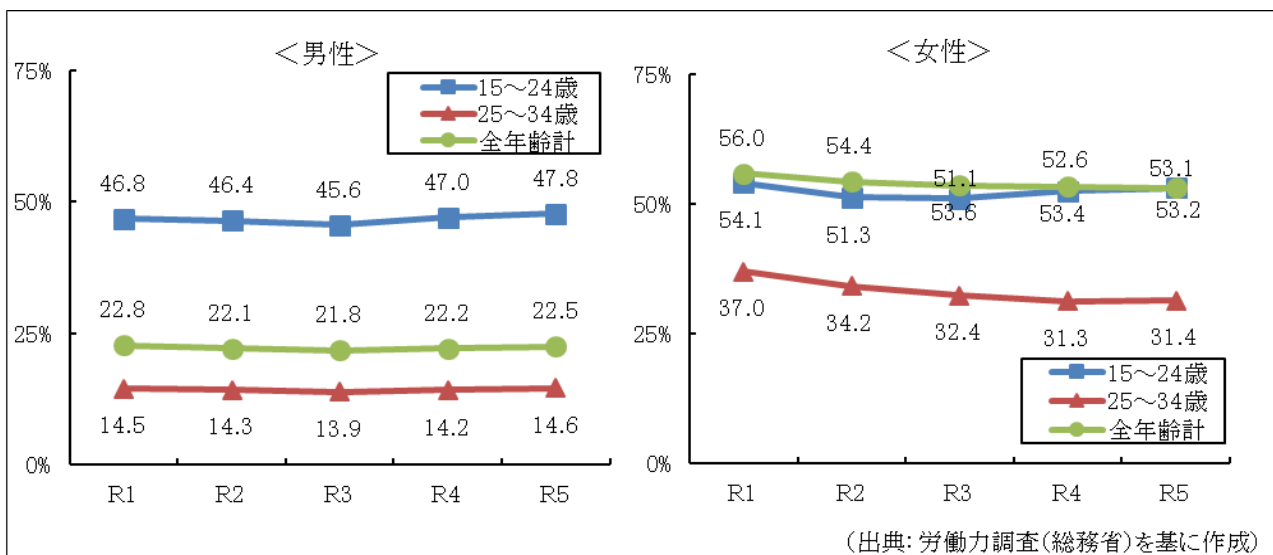 <男性>
75%
50%
25%
0%
15~24歳
25~34歳
全年齢計
46.8 46.4 45.6 47.0 47.8
22.8 22.1 21.8 22.2 22.5
14.5 14.3 13.9 14.2 14.6
R1 R2 R3 R4 R5
<女性>
75%
50%
25%
0%
56.0 54.4 51.1 52.6 53.1
54.1 51.3 53.6 53.4 53.2
37.0 34.2 32.4 31.3 31.4
15~24歳
25~34歳
全年齢計
R1 R2 R3 R4 R5
(出典:労働力調査(総務省)を基に作成)